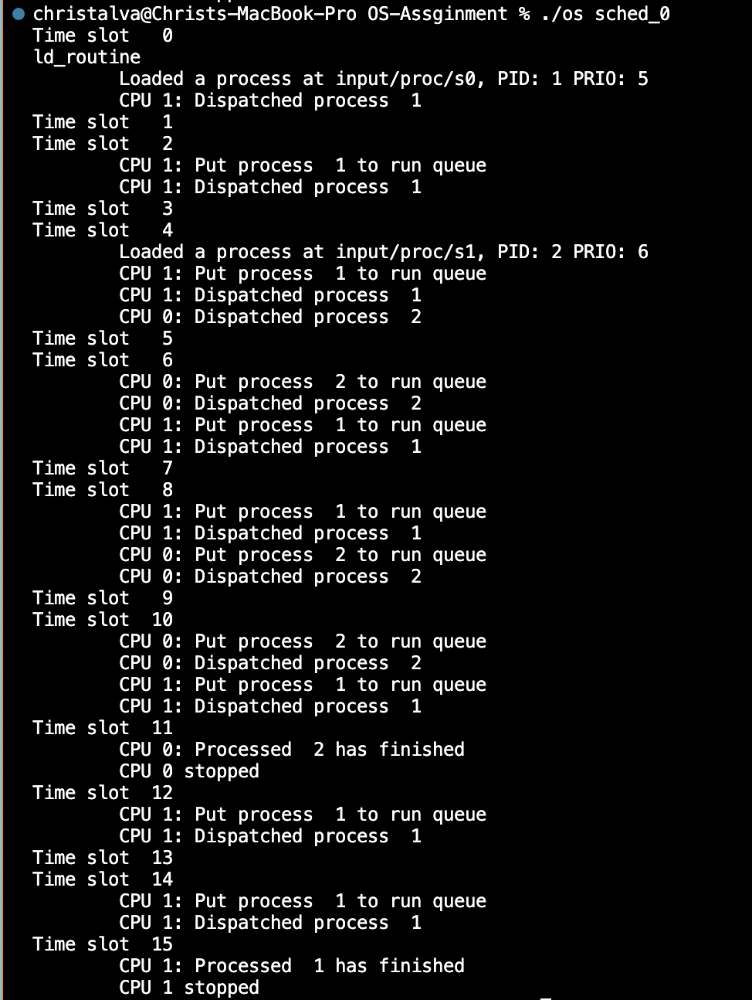 christalva@Christs-MacBook-Pro OS-Assginment % ./os sched_0
Time slot   0
ld_routine
        Loaded a process at input/proc/s0, PID: 1 PRIO: 5
        CPU 1: Dispatched process  1
Time slot   1
Time slot   2
        CPU 1: Put process  1 to run queue
        CPU 1: Dispatched process  1
Time slot   3
Time slot   4
        Loaded a process at input/proc/s1, PID: 2 PRIO: 6
        CPU 1: Put process  1 to run queue
        CPU 1: Dispatched process  1
        CPU 0: Dispatched process  2
Time slot   5
Time slot   6
        CPU 0: Put process  2 to run queue
        CPU 0: Dispatched process  2
        CPU 1: Put process  1 to run queue
        CPU 1: Dispatched process  1
Time slot   7
Time slot   8
        CPU 1: Put process  1 to run queue
        CPU 1: Dispatched process  1
        CPU 0: Put process  2 to run queue
        CPU 0: Dispatched process  2
Time slot   9
Time slot  10
        CPU 0: Put process  2 to run queue
        CPU 0: Dispatched process  2
        CPU 1: Put process  1 to run queue
        CPU 1: Dispatched process  1
Time slot  11
        CPU 0: Processed  2 has finished
        CPU 0 stopped
Time slot  12
        CPU 1: Put process  1 to run queue
        CPU 1: Dispatched process  1
Time slot  13
Time slot  14
        CPU 1: Put process  1 to run queue
        CPU 1: Dispatched process  1
Time slot  15
        CPU 1: Processed  1 has finished
        CPU 1 stopped